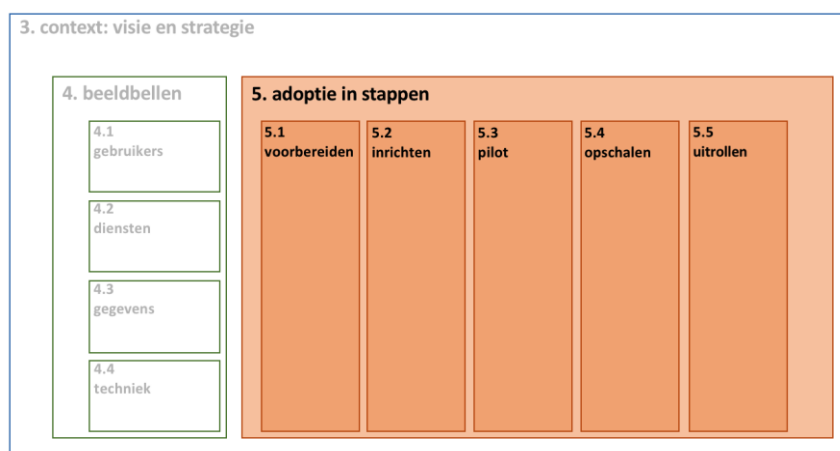 3. context: visie en strategie
4. beeldbellen
4.1
gebruikers
4.2
diensten
4.3
gegevens
4.4
techniek
5. adoptie in stappen
5.1
voorbereiden
5.2
inrichten
5.3
pilot
5.4
opschalen
5.5
uitrollen